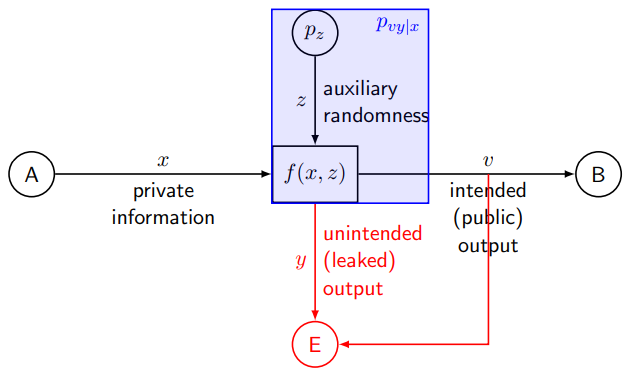 p_z
p_{vy|x}
z
auxiliary
randomness
A
x
f(x, z)
v
B
private
information
intended
(public)
output
y
unintended
(leaked)
output
E